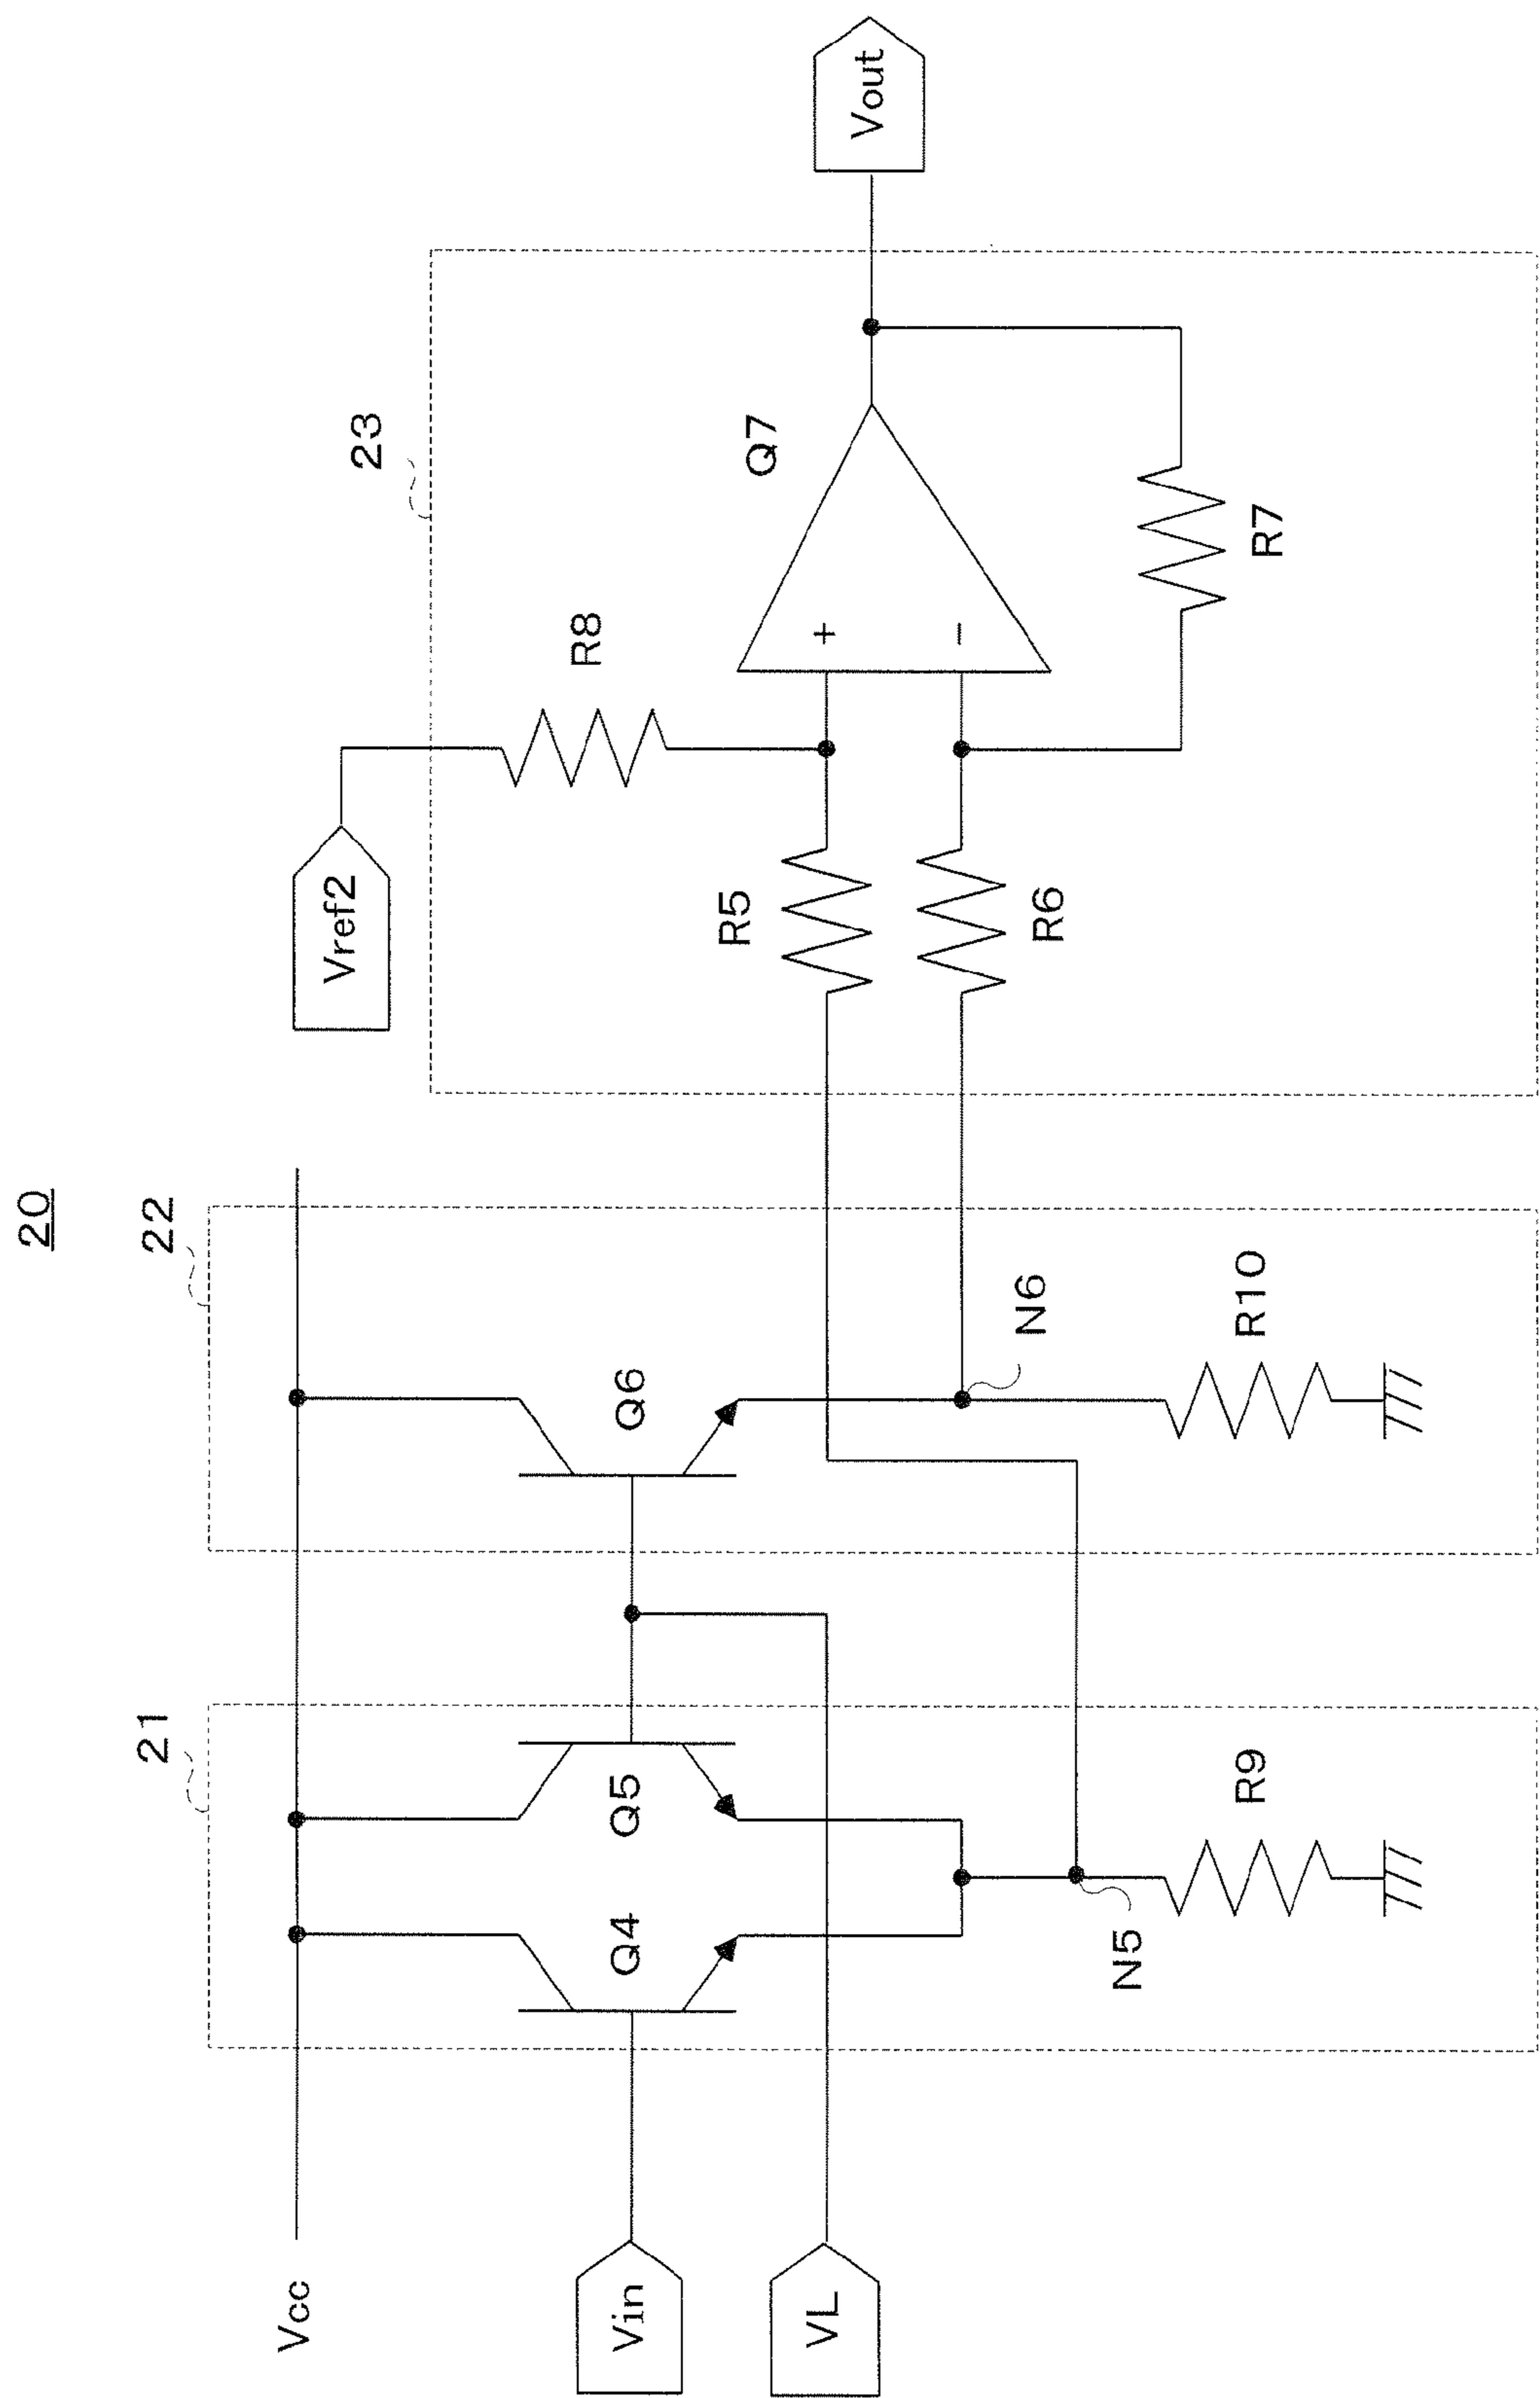 20
Vcc
Vin
VL
21
Q4
Q5
N5
R9
22
Q6
N6
R10
Vref2
23
R8
R5
R6
+
-
Q7
R7
Vout